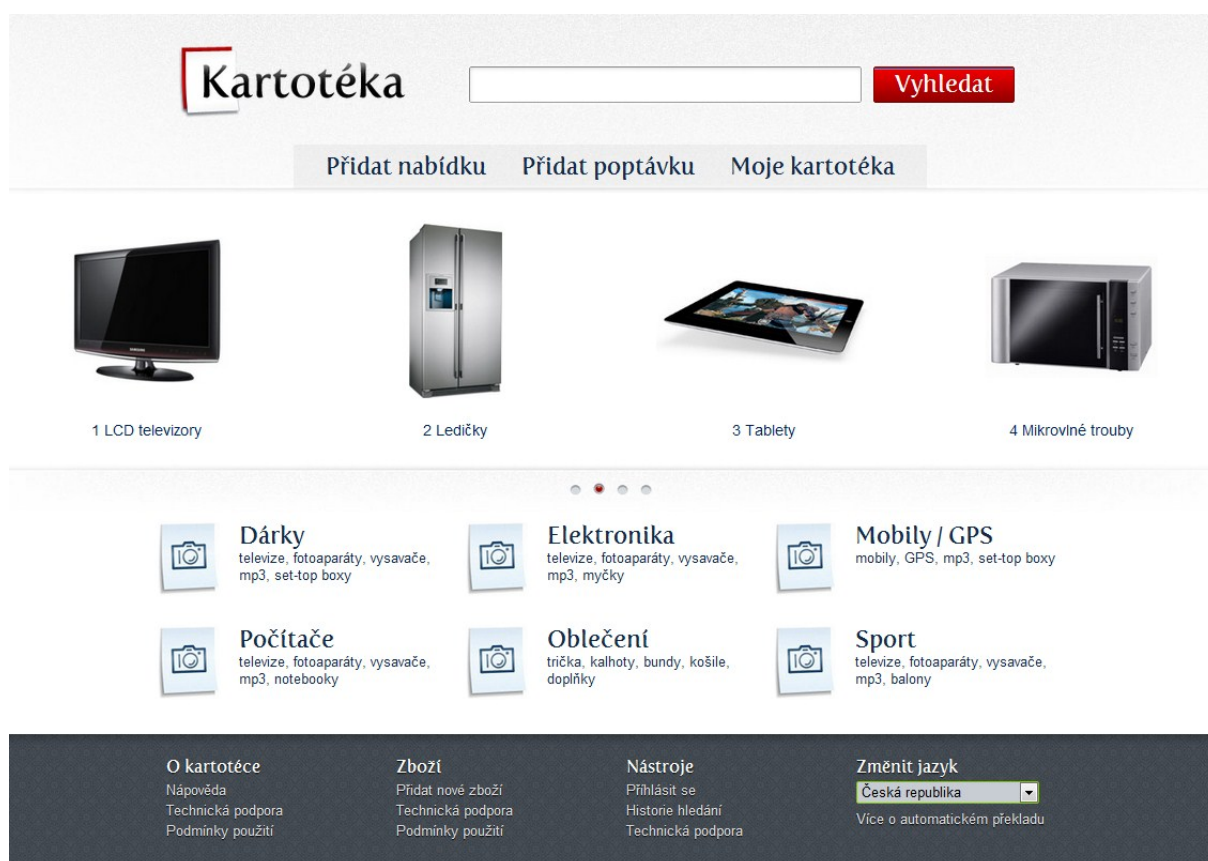 Kartotéka
Vyhledat
Přidat nabídku Přidat poptávku Moje kartotéka
SAMSUNG
1 LCD televizory
2 Ledičky
3 Tablety
4 Mikrovlné trouby
Dárky
televize, fotoaparáty, vysavače,
mp3, set-top boxy
Elektronika
televize, fotoaparáty, vysavače,
mp3, myčky
Mobily / GPS
mobily, GPS, mp3, set-top boxy
Počítače
televize, fotoaparáty, vysavače,
mp3, notebooky
Oblečení
trička, kalhoty, bundy, košile,
doplňky
Sport
televize, fotoaparáty, vysavače,
mp3, balony
O kartotéce
Nápověda
Technická podpora
Podmínky použití
Zboží
Přidat nové zboží
Technická podpora
Podmínky použití
Nástroje
Přihlásit se
Historie hledání
Technická podpora
Změnit jazyk
Česká republika
Více o automatickém překladu